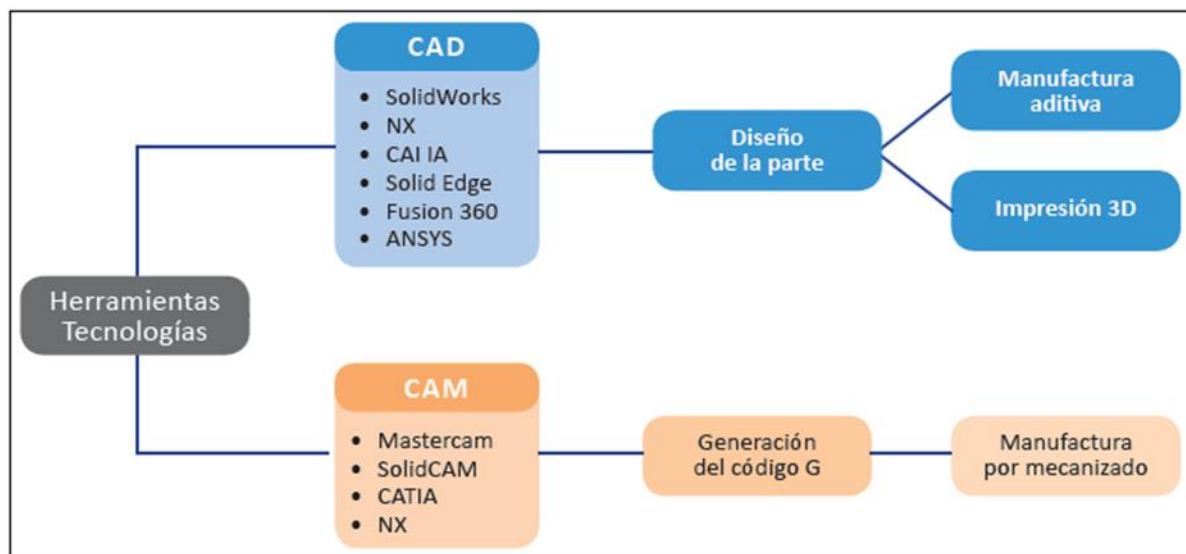 CAD
• SolidWorks
• NX
• CAI IA
• Solid Edge
• Fusion 360
• ANSYS
Diseño
de la parte
Manufactura
aditiva
Impresión 3D
Herramientas
Tecnologías
CAM
• Mastercam
• SolidCAM
• CATIA
• NX
Generación
del código G
Manufactura
por mecanizado